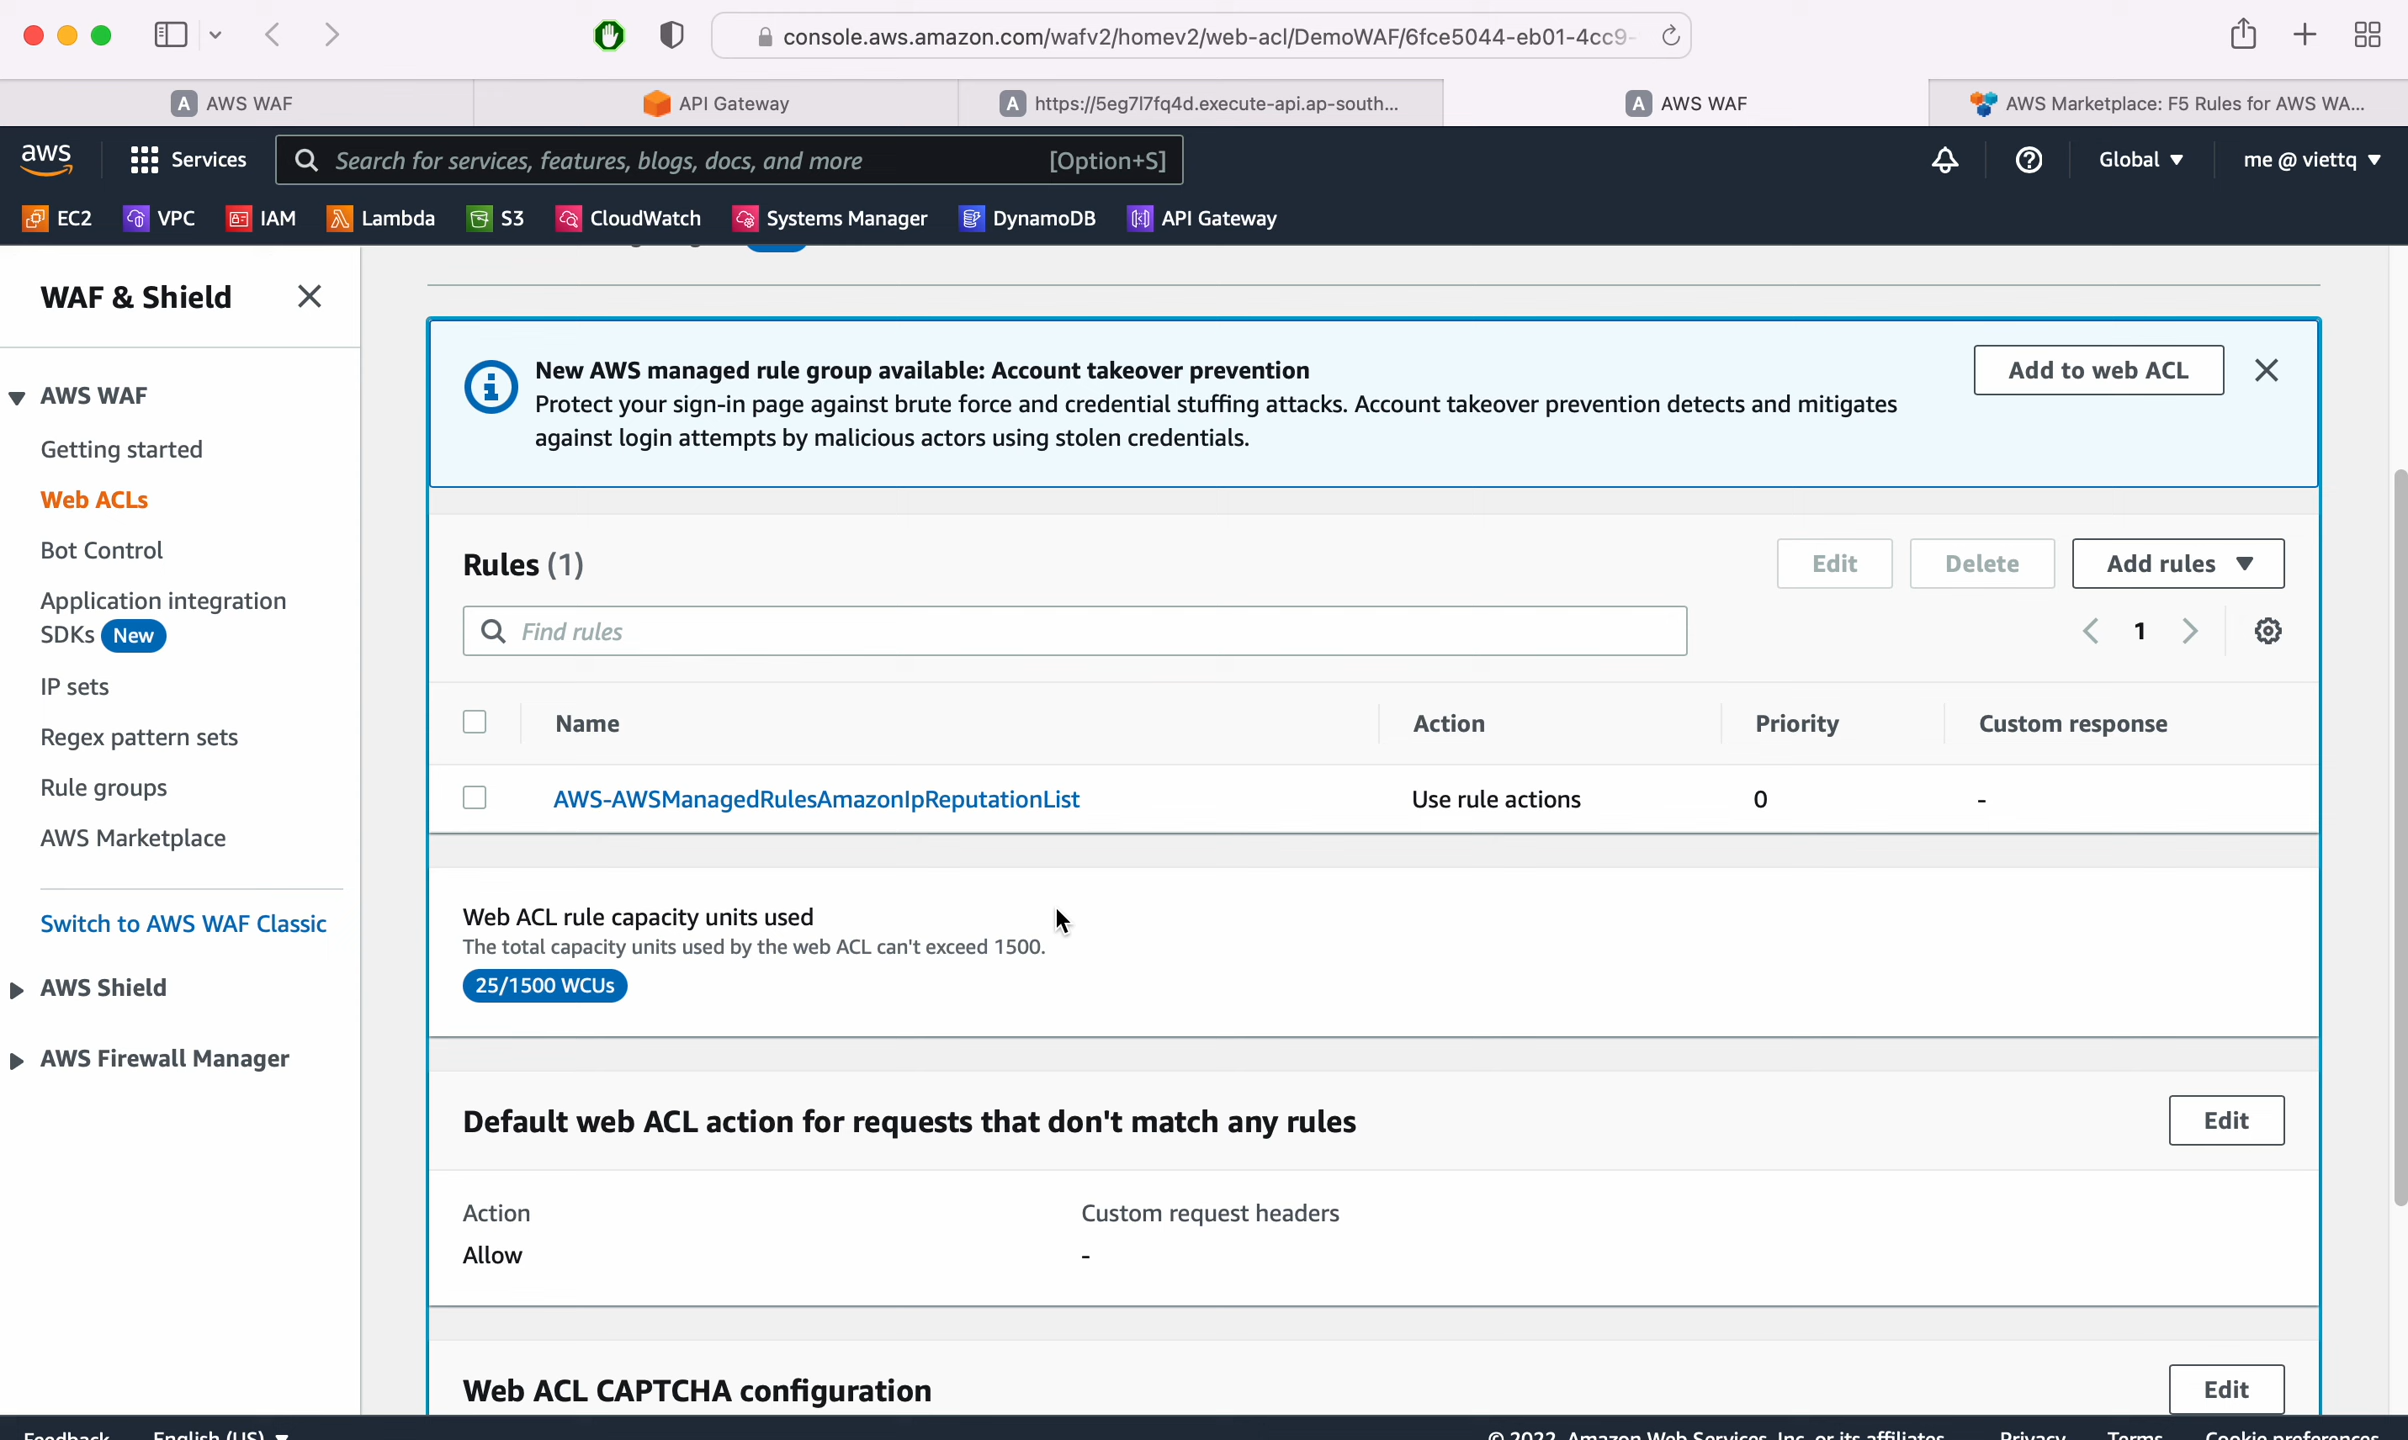 console.aws.amazon.com/wafv2/homev2/web-acl/DemoWAF/6fce5044-eb01-4cc9-
A AWS WAF
API Gateway
A https://5eg7l7fq4d.execute-api.ap-south...
A AWS WAF
AWS Marketplace: F5 Rules for AWS WA...
aws
Services
Search for services, features, blogs, docs, and more [Option+S]
Global
me @ viettq
EC2
VPC
IAM
Lambda
S3
CloudWatch
Systems Manager
DynamoDB
API Gateway
WAF & Shield
AWS WAF
Getting started
Web ACLs
Bot Control
Application integration
SDKs New
IP sets
Regex pattern sets
Rule groups
AWS Marketplace
Switch to AWS WAF Classic
AWS Shield
AWS Firewall Manager
New AWS managed rule group available: Account takeover prevention
Protect your sign-in page against brute force and credential stuffing attacks. Account takeover prevention detects and mitigates
against login attempts by malicious actors using stolen credentials.
Add to web ACL
Rules (1)
Edit
Delete
Add rules
Find rules
1
Name Action Priority Custom response
AWS-AWSManagedRulesAmazonIpReputationList Use rule actions 0 -
Web ACL rule capacity units used
The total capacity units used by the web ACL can't exceed 1500.
25/1500 WCUs
Default web ACL action for requests that don't match any rules
Edit
Action Custom request headers
Allow -
Web ACL CAPTCHA configuration
Edit
Feedback English (US)
© 2022, Amazon Web Services, Inc. or its affiliates. Privacy Terms Cookie preferences